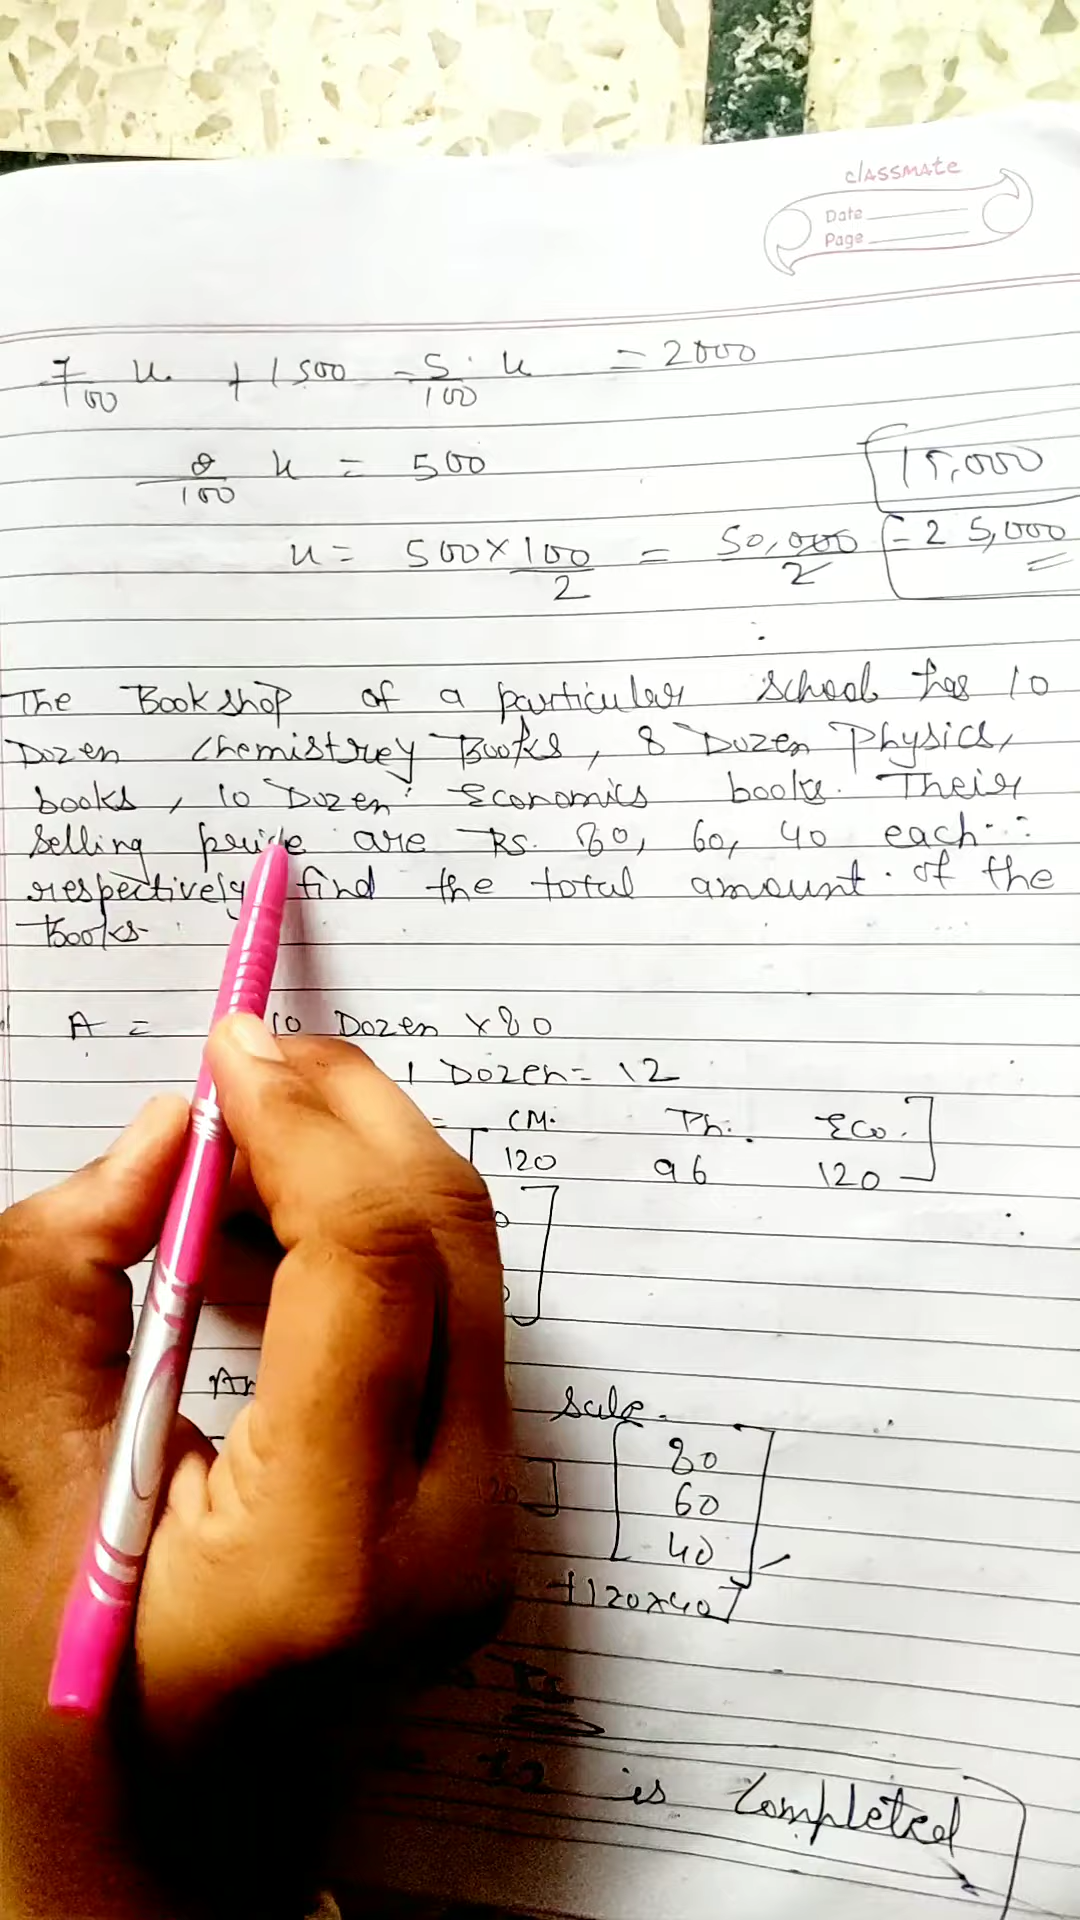 classmate
Date
Page
7/100 x + 1500 - 5/100 x = 2000
2/100 x = 500
15,000
x = 500 × 100/2 = 50,000/2 = 25,000
The Bookshop of a particular school has 10
Dozen Chemistrey Books, 8 Dozen Physics,
books, 10 Dozen Economics books. Their
Selling price are Rs. 80, 60, 40 each
respectively find the total amount of the
Books
A = 10 Dozen × 80
1 Dozen = 12
= CM. Ph. Eco.
120 96 120
Sale
80
60
40
+120×40]
is Completed